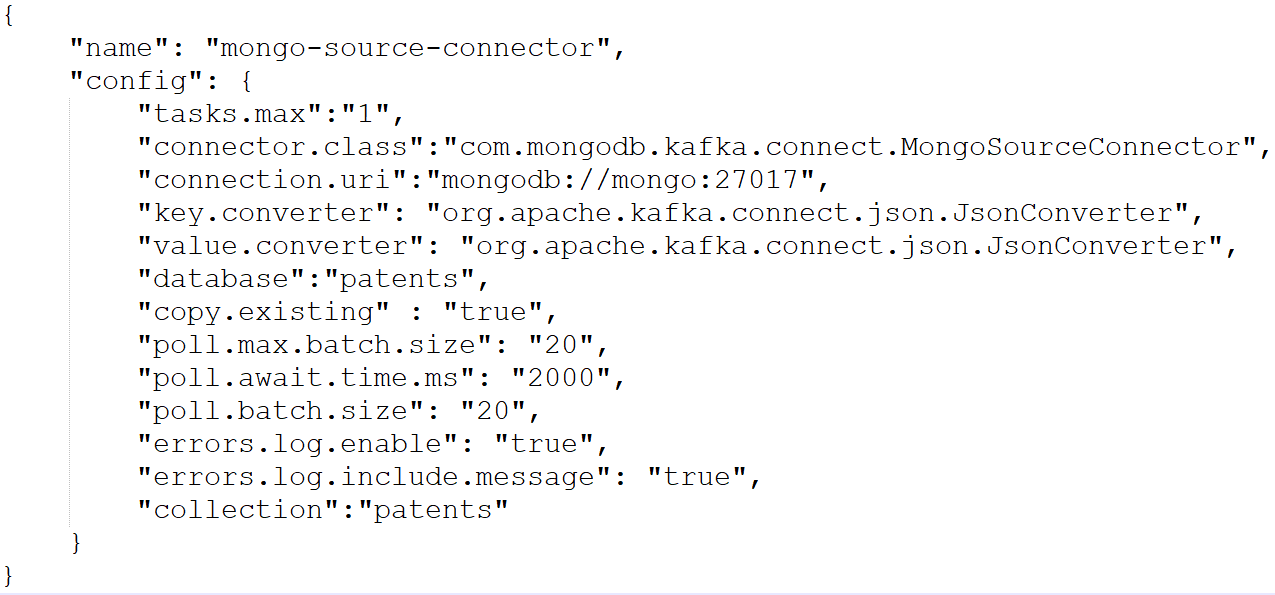 {
"name": "mongo-source-connector",
"config": {
"tasks.max":"1",
"connector.class":"com.mongodb.kafka.connect.MongoSourceConnector",
"connection.uri":"mongodb://mongo:27017",
"key.converter": "org.apache.kafka.connect.json.JsonConverter",
"value.converter": "org.apache.kafka.connect.json.JsonConverter",
"database":"patents",
"copy.existing" : "true",
"poll.max.batch.size": "20",
"poll.await.time.ms": "2000",
"poll.batch.size": "20",
"errors.log.enable": "true",
"errors.log.include.message": "true",
"collection":"patents"
}
}